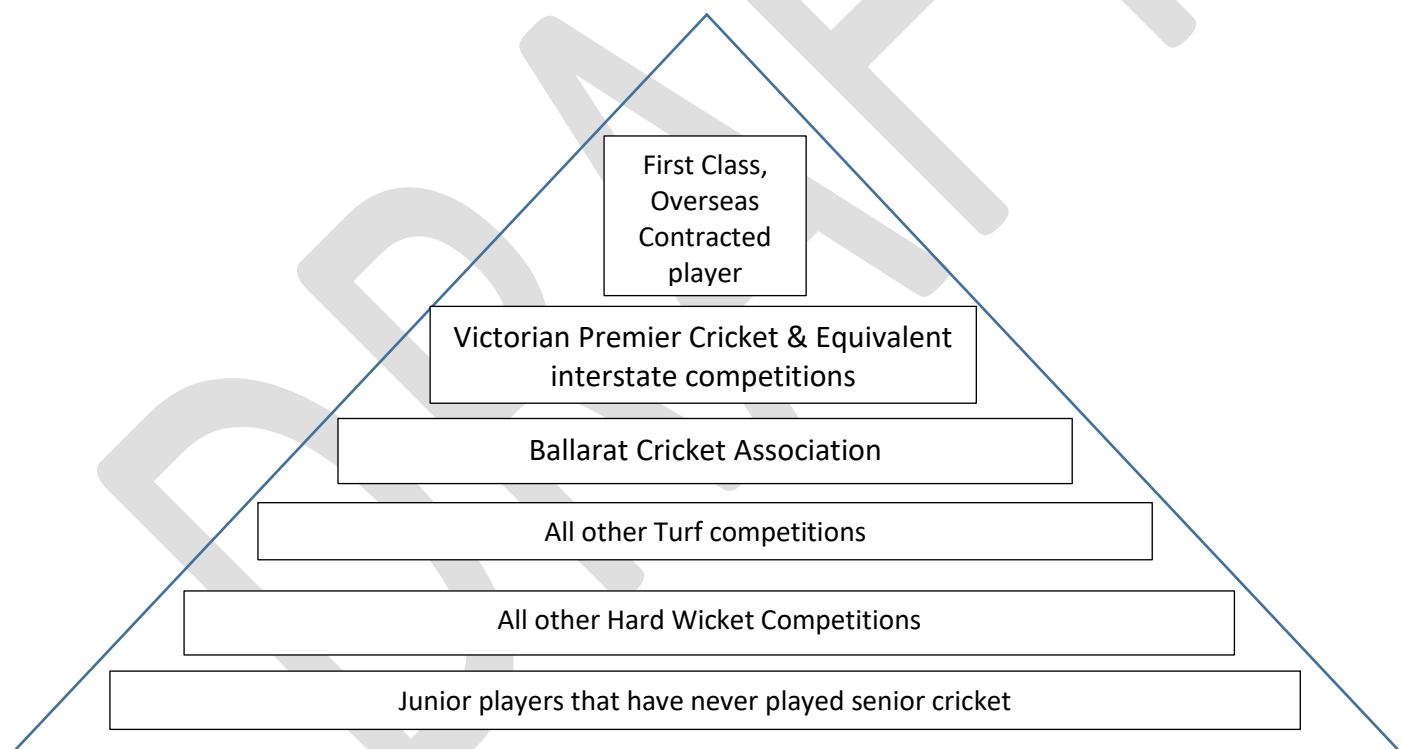 First Class,
Overseas
Contracted
player
Victorian Premier Cricket & Equivalent
interstate competitions
Ballarat Cricket Association
All other Turf competitions
All other Hard Wicket Competitions
Junior players that have never played senior cricket